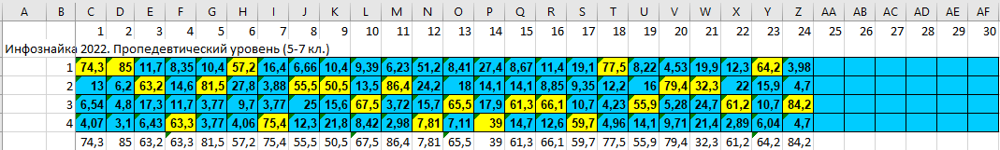 A B C D E F G H I J K L M N O P Q R S T U V W X Y Z AA AB AC AD AE AF
1 2 3 4 5 6 7 8 9 10 11 12 13 14 15 16 17 18 19 20 21 22 23 24 25 26 27 28 29 30
Инфознайка 2022. Пропедевтический уровень (5-7 кл.)
1 74,3 85 11,7 8,35 10,4 57,2 16,4 6,66 10,4 9,39 6,23 51,2 8,41 27,4 8,67 11,4 19,1 77,5 8,22 4,53 19,9 12,3 64,2 3,98
2 13 6,2 63,2 14,6 81,5 27,8 3,88 55,5 50,5 13,5 86,4 24,2 18 14,1 14,1 8,85 9,35 12,2 16 79,4 32,3 22 15,9 4,7
3 6,54 4,8 17,3 11,7 3,77 9,7 3,77 25 15,6 67,5 3,72 15,7 65,5 17,9 61,3 66,1 10,7 4,23 55,9 5,28 24,7 61,2 10,7 84,2
4 4,07 3,1 6,43 63,3 3,77 4,06 75,4 12,3 21,8 8,42 2,98 7,81 7,11 39 14,7 12,6 59,7 4,96 14,1 9,71 21,4 2,89 6,04 4,7
74,3 85 63,2 63,3 81,5 57,2 75,4 55,5 50,5 67,5 86,4 7,81 65,5 39 61,3 66,1 59,7 77,5 55,9 79,4 32,3 61,2 64,2 84,2